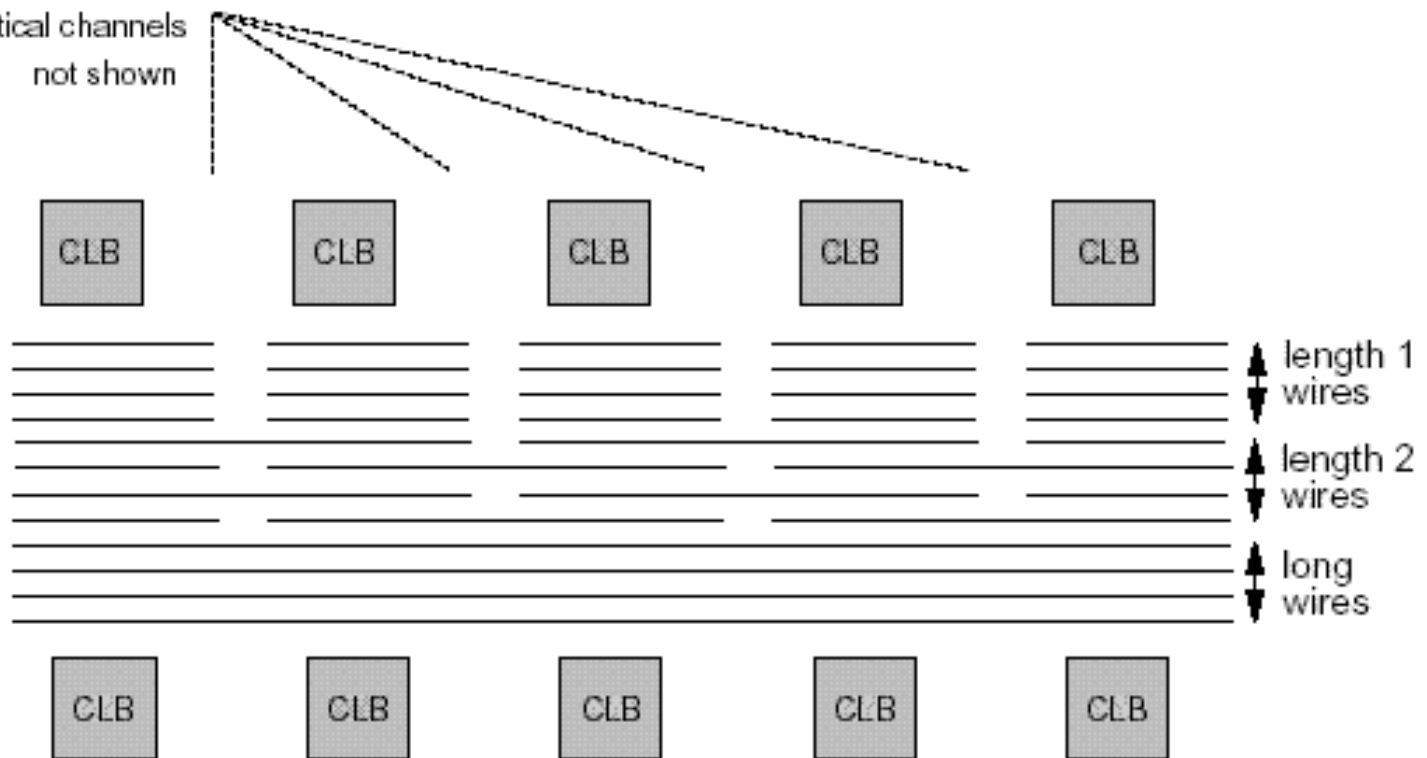 channels
not shown
CLB CLB CLB CLB CLB
length 1
wires
length 2
wires
long
wires
CLB CLB CLB CLB CLB